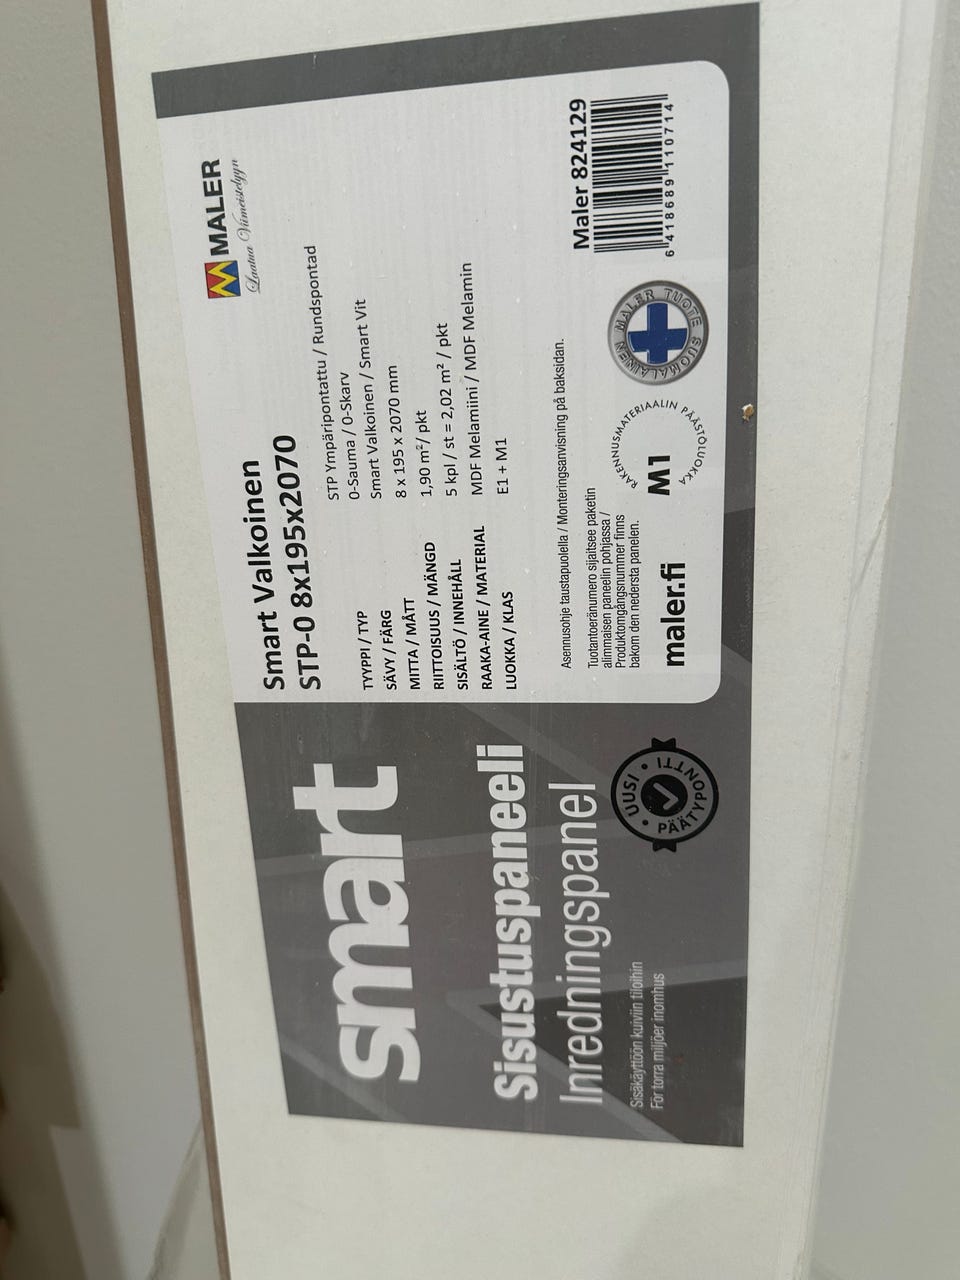 smart
Sisustuspaneeli
Inredningspanel
Sisäkäyttöön kuiviin tiloihin
För torra miljöer inomhus
UUSI
PÄÄTYPONTTI
MALER
Laatua Viimeistelyyn
Smart Valkoinen
STP-0 8x195x2070
TYYPPI / TYP STP Ympäripontattu / Rundspontad
0-Sauma / 0-Skarv
SÄVY / FÄRG Smart Valkoinen / Smart Vit
MITTA / MÅTT 8 x 195 x 2070 mm
RIITTOISUUS / MÄNGD 1,90 m²/ pkt
SISÄLTÖ / INNEHÅLL 5 kpl / st = 2,02 m² / pkt
RAAKA-AINE / MATERIAL MDF Melamiini / MDF Melamin
LUOKKA / KLAS E1 + M1
Asennusohje taustapuolella / Monteringsanvisning på baksidan.
Tuotantoeränumero sijaitsee paketin
alimmaisen paneelin pohjassa /
Produktomgångsnummer finns
bakom den nedersta panelen.
maler.fi
RAKENNUSMATERIAALIN PÄÄSTÖLUOKKA
M1
SUOMALAINEN MALER TUOTE
Maler 824129
6 418689 110714